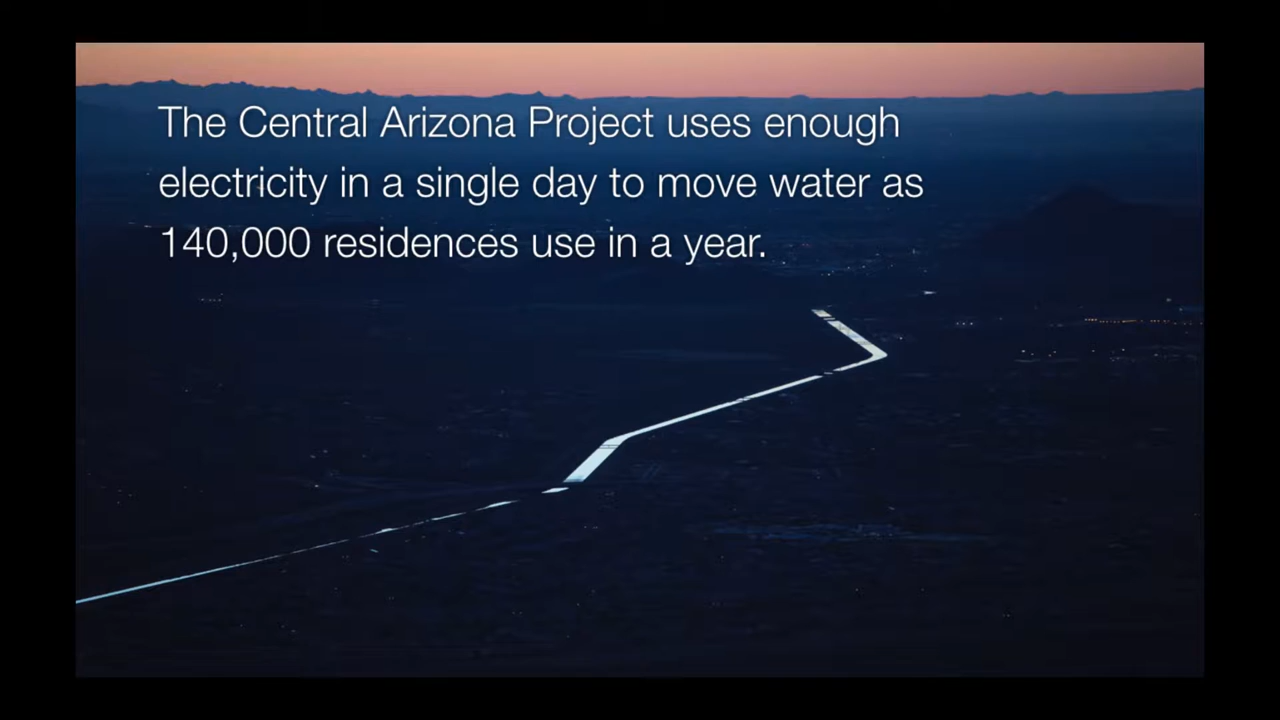 The Central Arizona Project uses enough
electricity in a single day to move water as
140,000 residences use in a year.